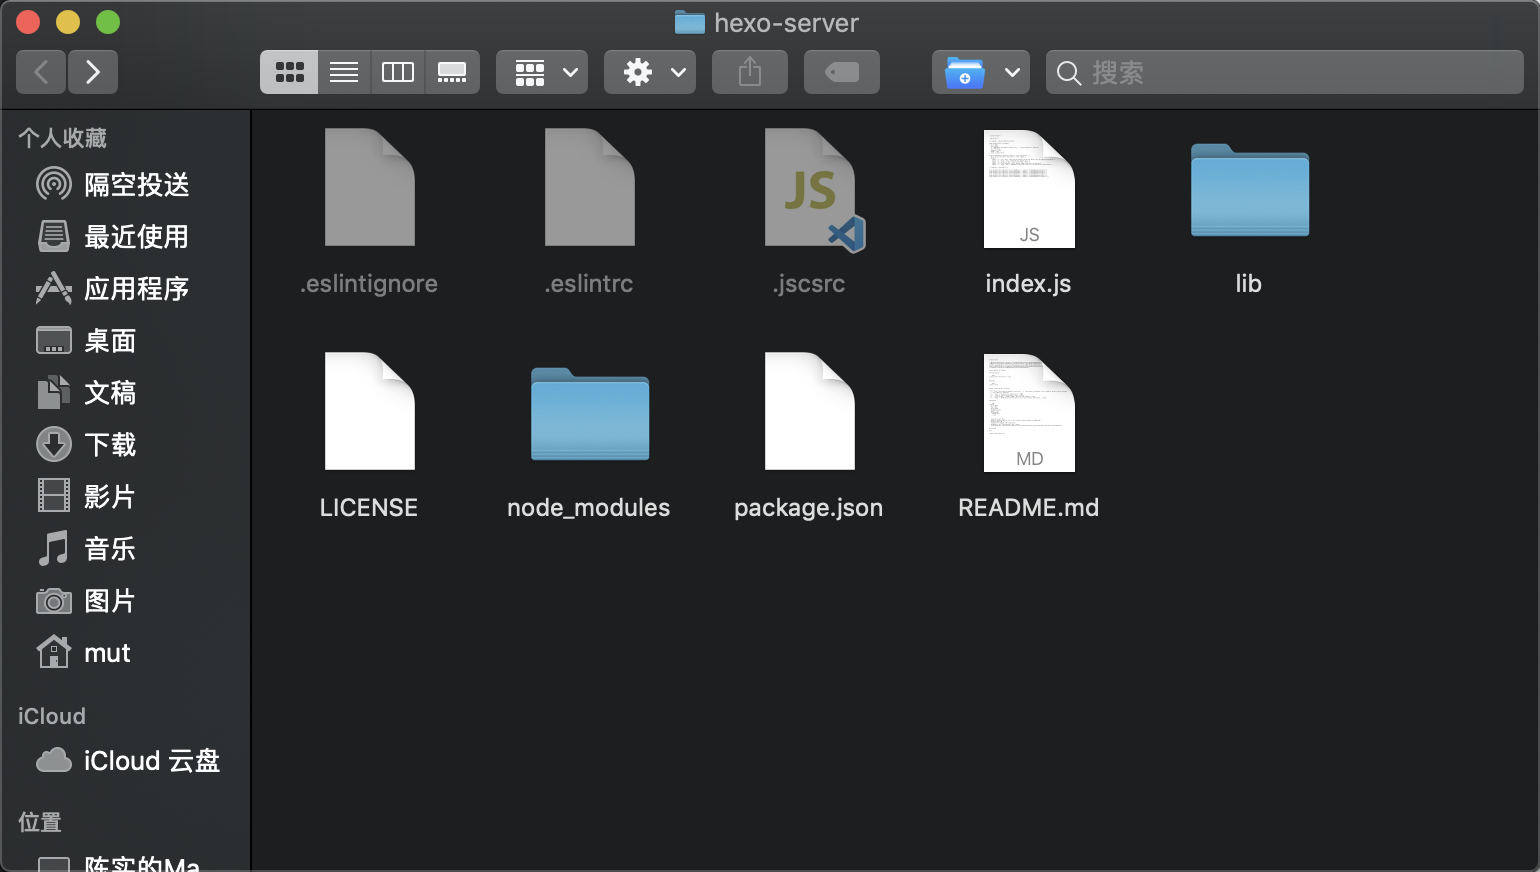 hexo-server
搜索
个人收藏
隔空投送
最近使用
应用程序
桌面
文稿
下载
影片
音乐
图片
mut
iCloud
iCloud 云盘
位置
陈实的Ma
JS
JS
.eslintignore
.eslintrc
.jscsrc
index.js
lib
MD
LICENSE
node_modules
package.json
README.md